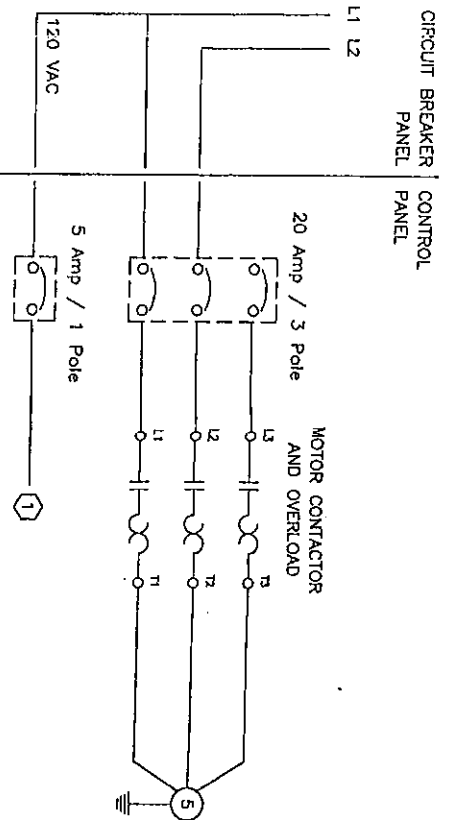 CIRCUIT BREAKER
PANEL
CONTROL
PANEL
L1
L2
120 VAC
20 Amp / 3 Pole
5 Amp / 1 Pole
MOTOR CONTACTOR
AND OVERLOAD
L1
L2
L3
T1
T2
T3
1
5